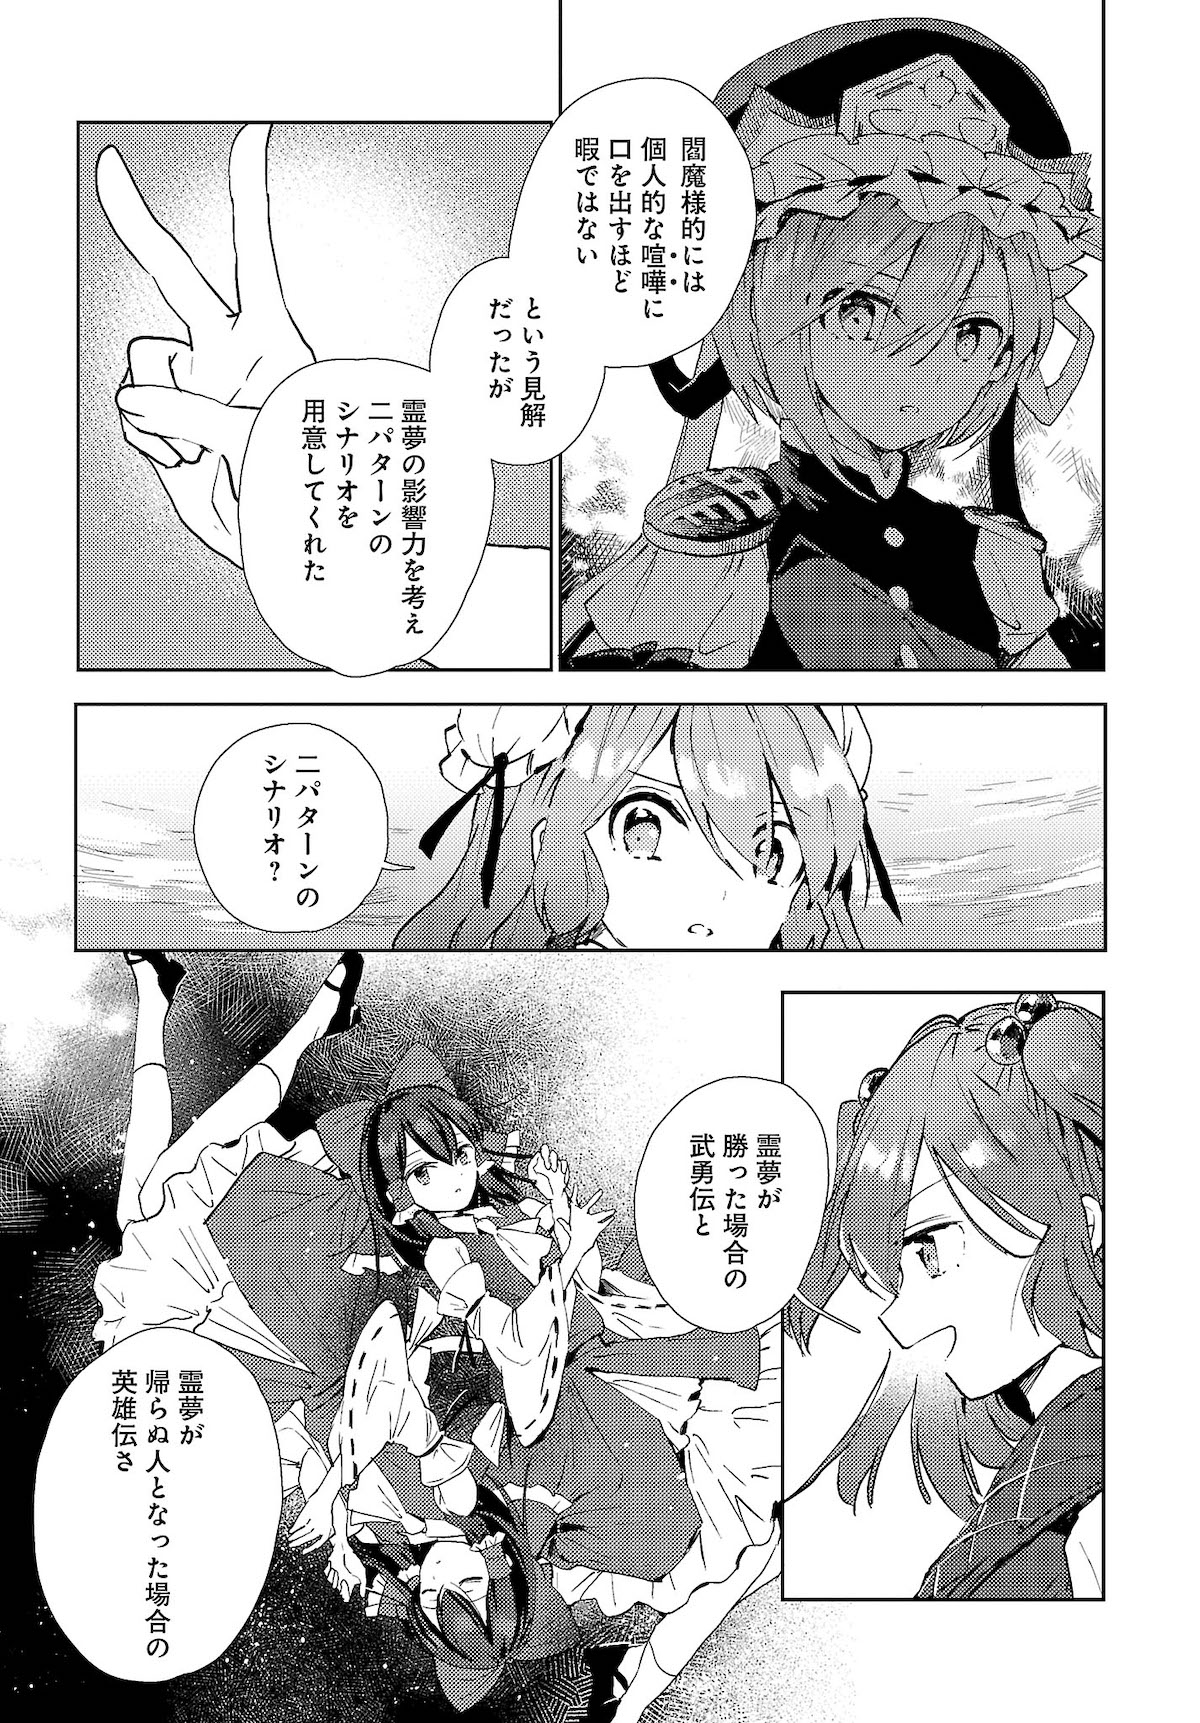 閻魔様的には
個人的な喧嘩に
口を出すほど
暇ではない
という見解
だったが
霊夢の影響力を考え
二パターンの
シナリオを
用意してくれた
二パターンの
シナリオ?
霊夢が
勝った場合の
武勇伝と
霊夢が
帰らぬ人となった場合の
英雄伝さ